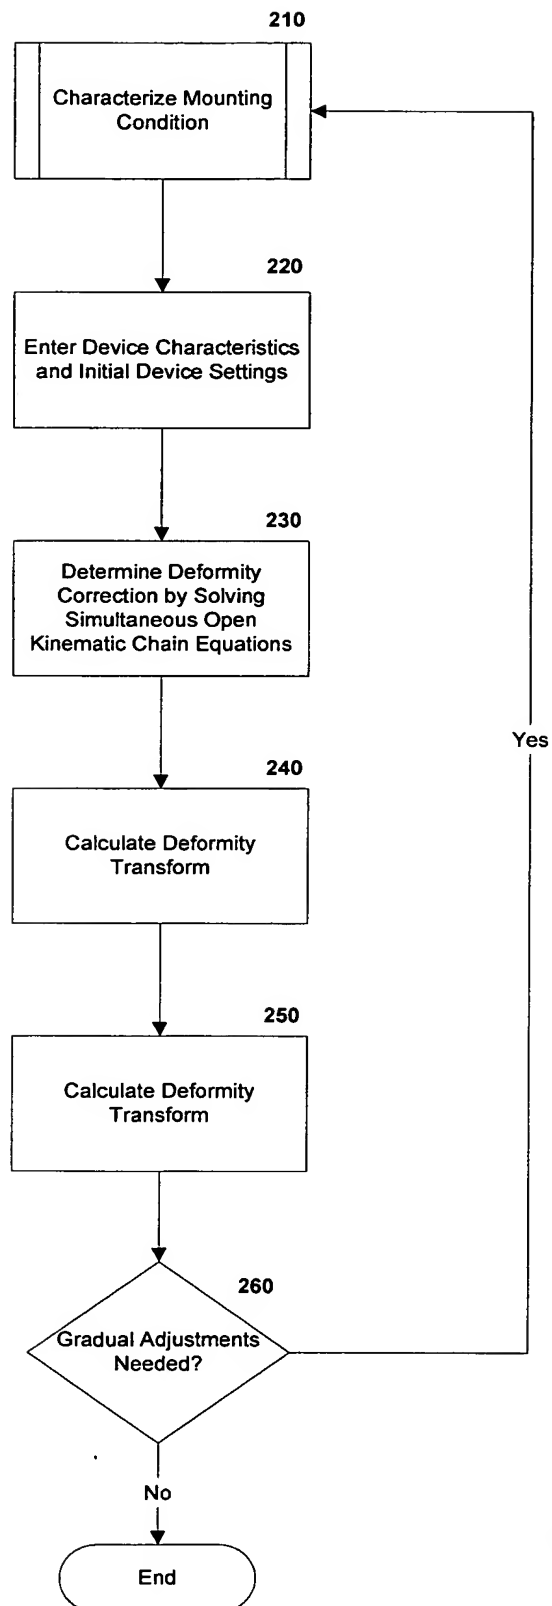 210
Characterize Mounting
Condition
220
Enter Device Characteristics
and Initial Device Settings
230
Determine Deformity
Correction by Solving
Simultaneous Open
Kinematic Chain Equations
Yes
240
Calculate Deformity
Transform
250
Calculate Deformity
Transform
260
Gradual Adjustments
Needed?
No
End